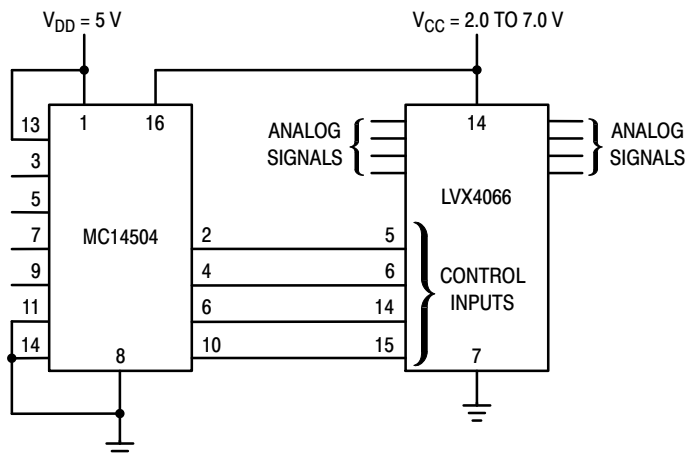 V_DD = 5 V
V_CC = 2.0 TO 7.0 V
13
1
16
14
ANALOG
SIGNALS
ANALOG
SIGNALS
3
5
LVX4066
7
MC14504
2
5
9
4
6
CONTROL
INPUTS
11
6
14
14
8
10
15
7